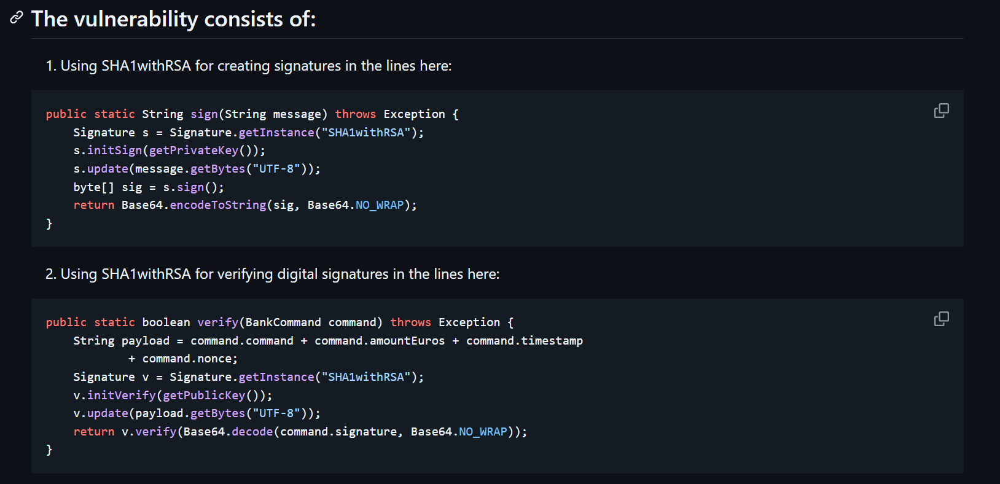 The vulnerability consists of:
1. Using SHA1withRSA for creating signatures in the lines here:
public static String sign(String message) throws Exception {
    Signature s = Signature.getInstance("SHA1withRSA");
    s.initSign(getPrivateKey());
    s.update(message.getBytes("UTF-8"));
    byte[] sig = s.sign();
    return Base64.encodeToString(sig, Base64.NO_WRAP);
}
2. Using SHA1withRSA for verifying digital signatures in the lines here:
public static boolean verify(BankCommand command) throws Exception {
    String payload = command.command + command.amountEuros + command.timestamp
            + command.nonce;
    Signature v = Signature.getInstance("SHA1withRSA");
    v.initVerify(getPublicKey());
    v.update(payload.getBytes("UTF-8"));
    return v.verify(Base64.decode(command.signature, Base64.NO_WRAP));
}